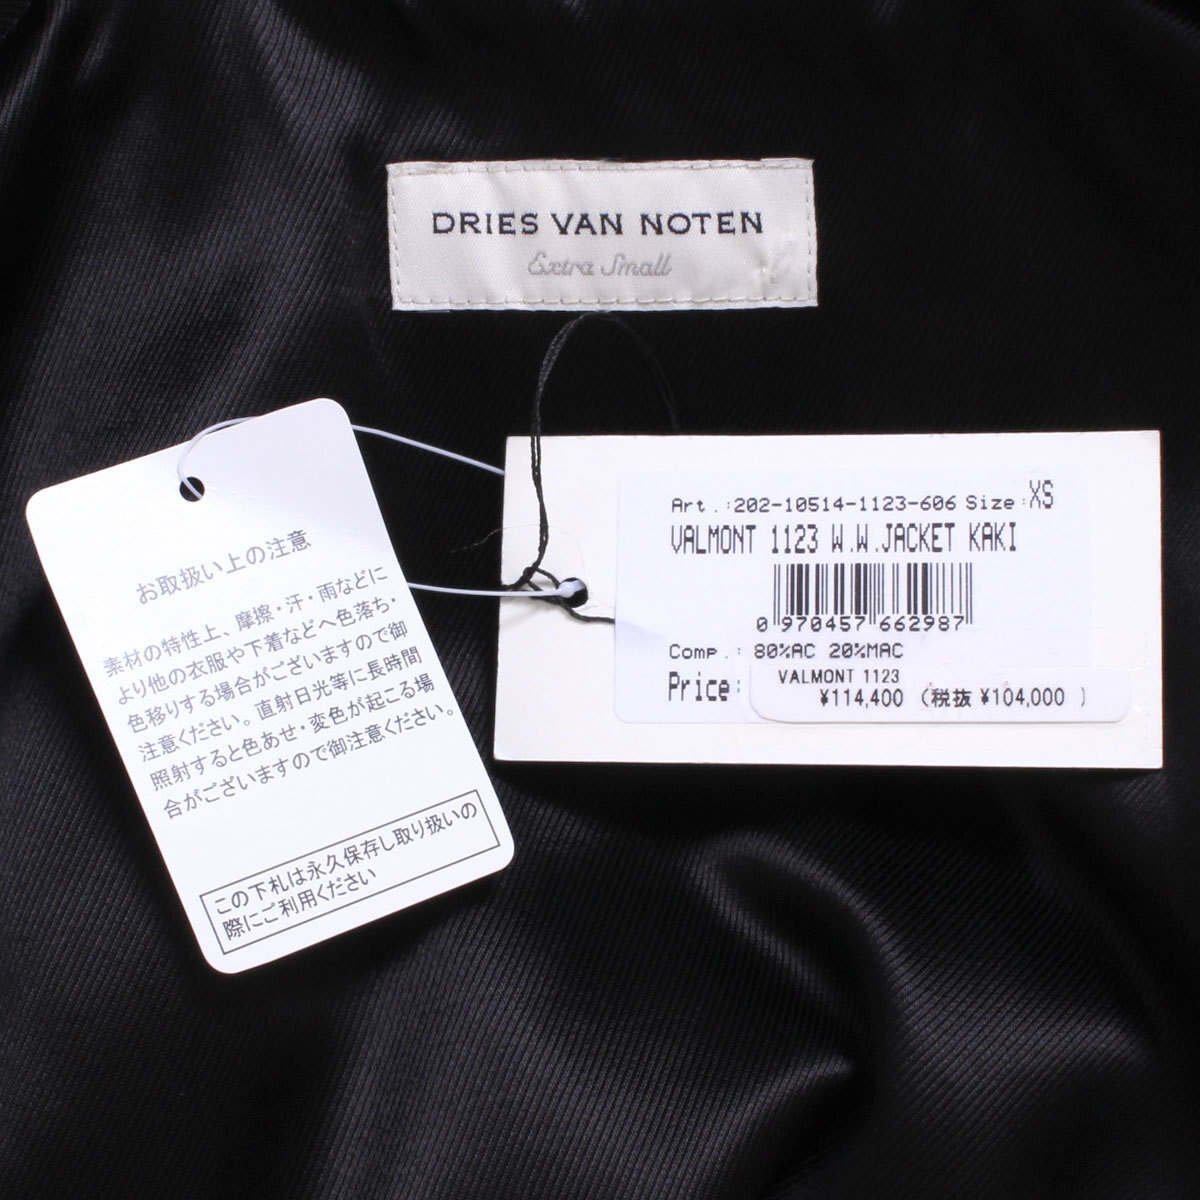 DRIES VAN NOTEN
Extra Small
お取扱い上の注意
素材の特性上、摩擦・汗・雨などに
より他の衣服や下着などへ色落ち・
色移りする場合がございますので御
注意ください。直射日光等に長時間
照射すると色あせ・変色が起こる場
合がございますので御注意ください。
この下札は永久保存し取り扱いの
際にご利用ください
Art.:202-10514-1123-606 Size:XS
VALMONT 1123 W.W.JACKET KAKI
0 970457 662987
Comp.: 80%AC 20%MAC
Price:
VALMONT 1123
¥114,400 (税抜 ¥104,000 )